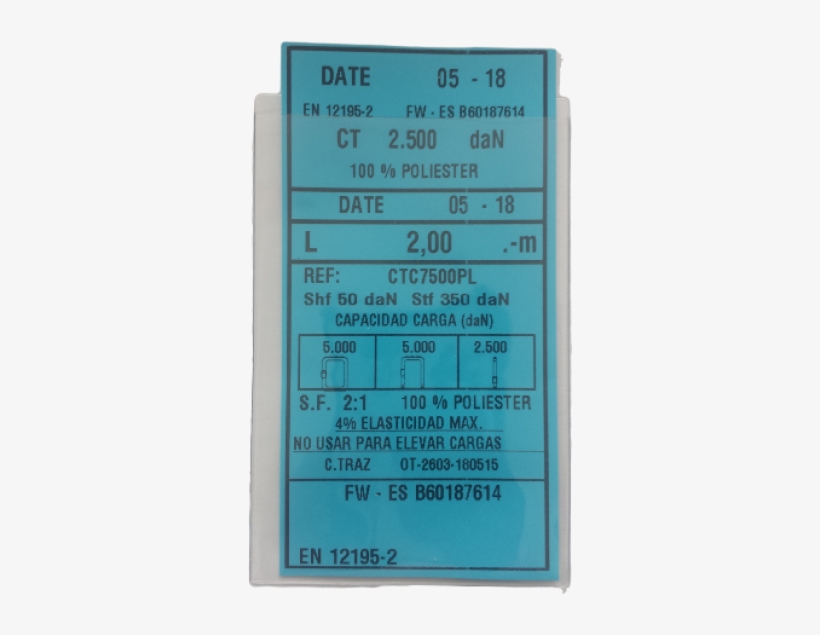 DATE 05 - 18
EN 12195-2 FW - ES B60187614
CT 2.500 daN
100 % POLIESTER
DATE 05 - 18
L 2,00 .-m
REF: CTC7500PL
Shf 50 daN Stf 350 daN
CAPACIDAD CARGA (daN)
5.000 5.000 2.500
S.F. 2:1 100 % POLIESTER
4% ELASTICIDAD MAX.
NO USAR PARA ELEVAR CARGAS
C.TRAZ OT-2603-180515
FW - ES B60187614
EN 12195-2